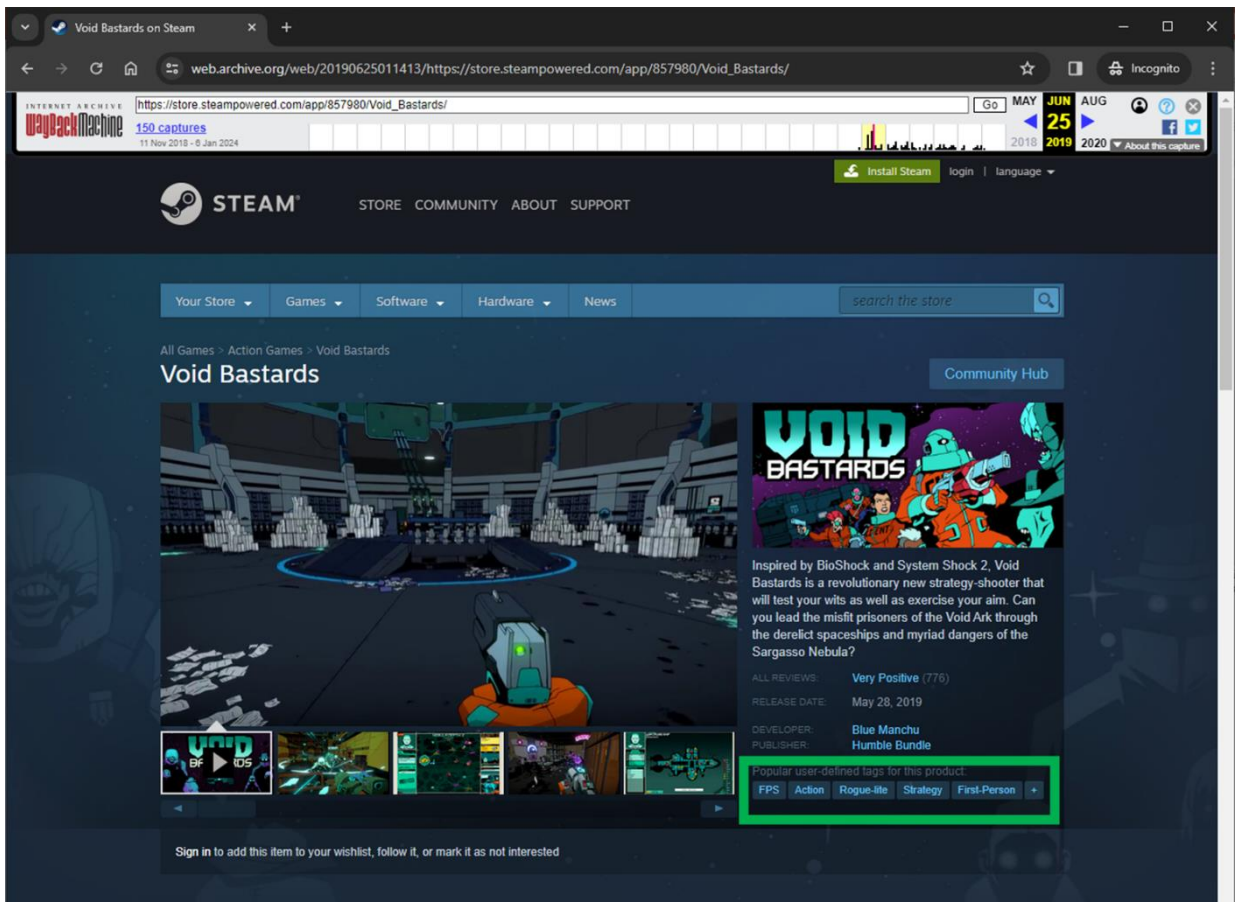 Void Bastards on Steam
web.archive.org/web/20190625011413/https://store.steampowered.com/app/857980/Void_Bastards/
Incognito
INTERNET ARCHIVE
WayBackMachine
https://store.steampowered.com/app/857980/Void_Bastards/
Go
MAY JUN AUG
150 captures
25
11 Nov 2018 - 6 Jan 2024
2018 2019 2020
About this capture
Install Steam login | language
STEAM
STORE COMMUNITY ABOUT SUPPORT
Your Store Games Software Hardware News search the store
All Games > Action Games > Void Bastards
Void Bastards
Community Hub
VOID
BASTARDS
Inspired by BioShock and System Shock 2, Void
Bastards is a revolutionary new strategy-shooter that
will test your wits as well as exercise your aim. Can
you lead the misfit prisoners of the Void Ark through
the derelict spaceships and myriad dangers of the
Sargasso Nebula?
ALL REVIEWS: Very Positive (776)
RELEASE DATE: May 28, 2019
DEVELOPER: Blue Manchu
PUBLISHER: Humble Bundle
Popular user-defined tags for this product:
FPS Action Rogue-lite Strategy First-Person +
Sign in to add this item to your wishlist, follow it, or mark it as not interested